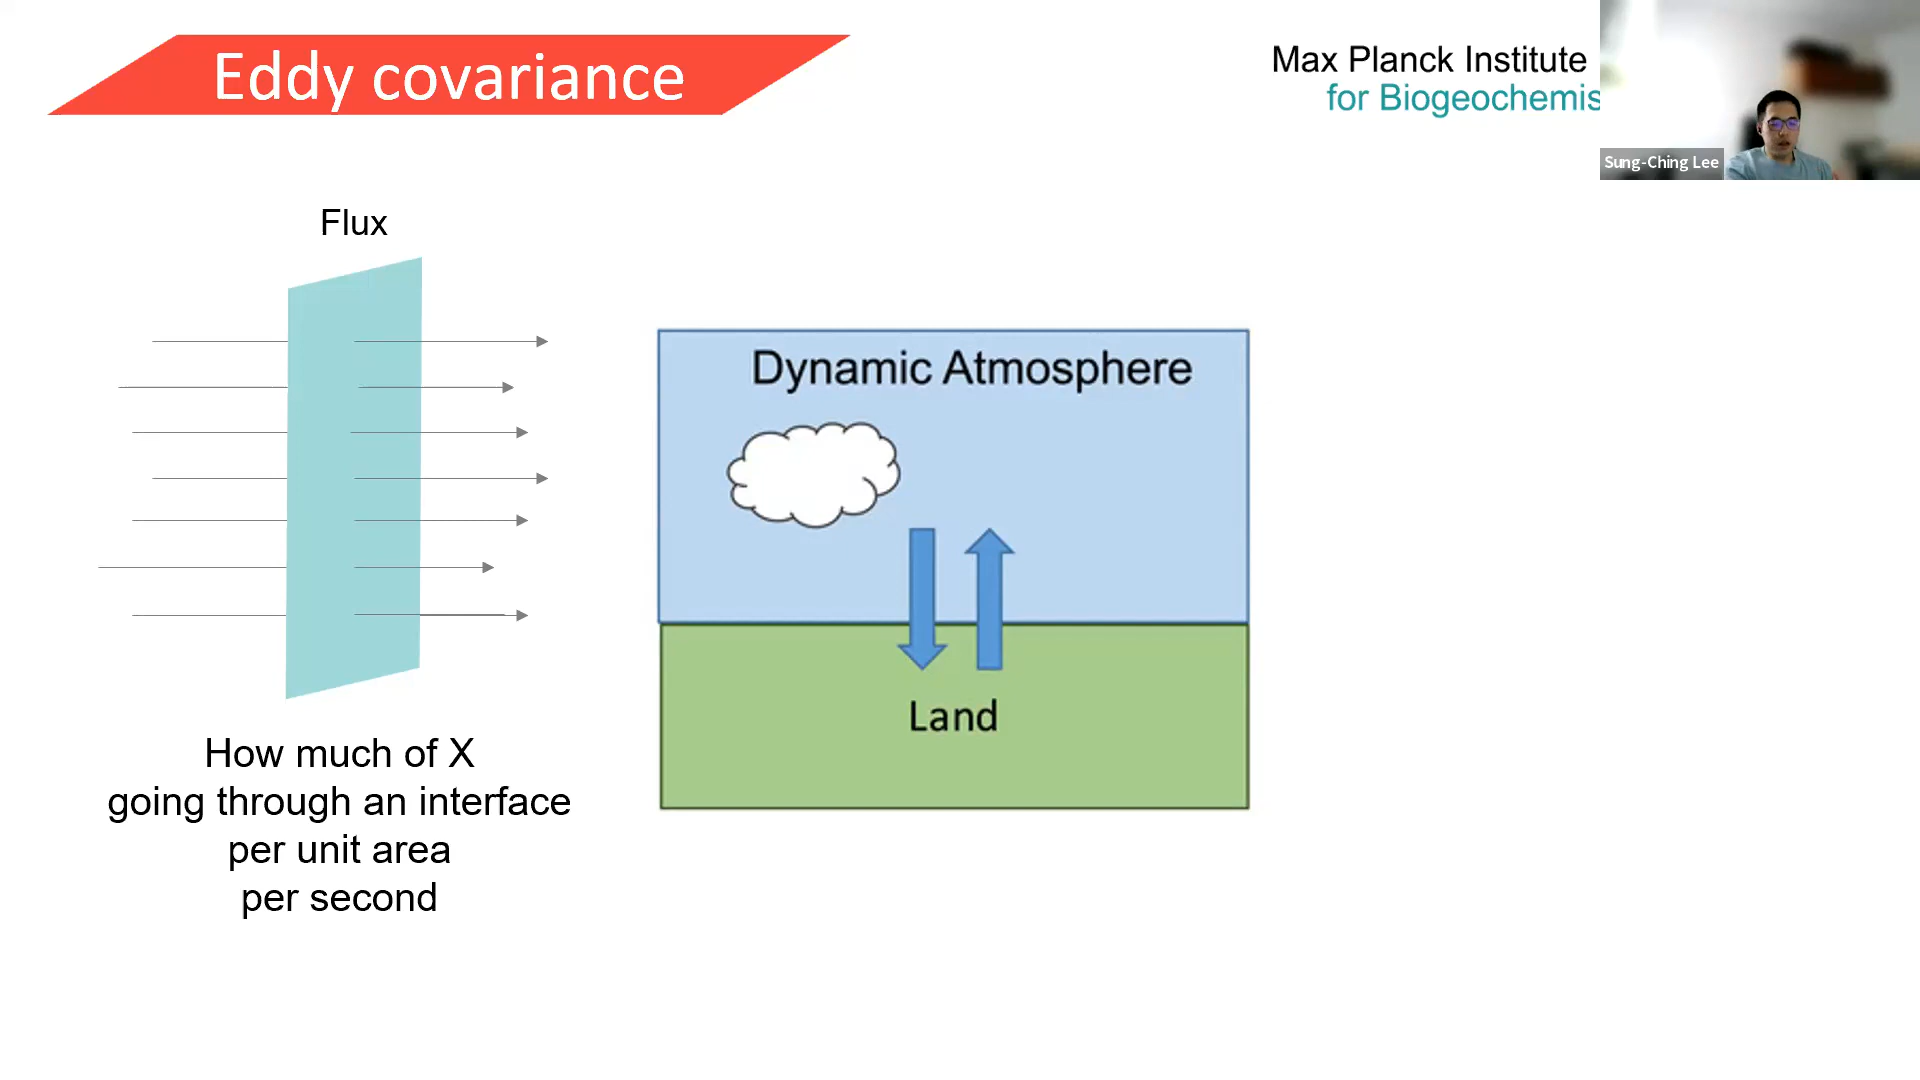 Eddy covariance
Max Planck Institute
for Biogeochemis
Sung-Ching Lee
Flux
Dynamic Atmosphere
Land
How much of X
going through an interface
per unit area
per second